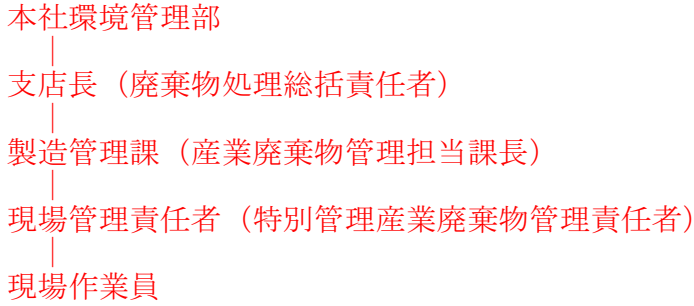 本社環境管理部
支店長（廃棄物処理総括責任者）
製造管理課（産業廃棄物管理担当課長）
現場管理責任者（特別管理産業廃棄物管理責任者）
現場作業員